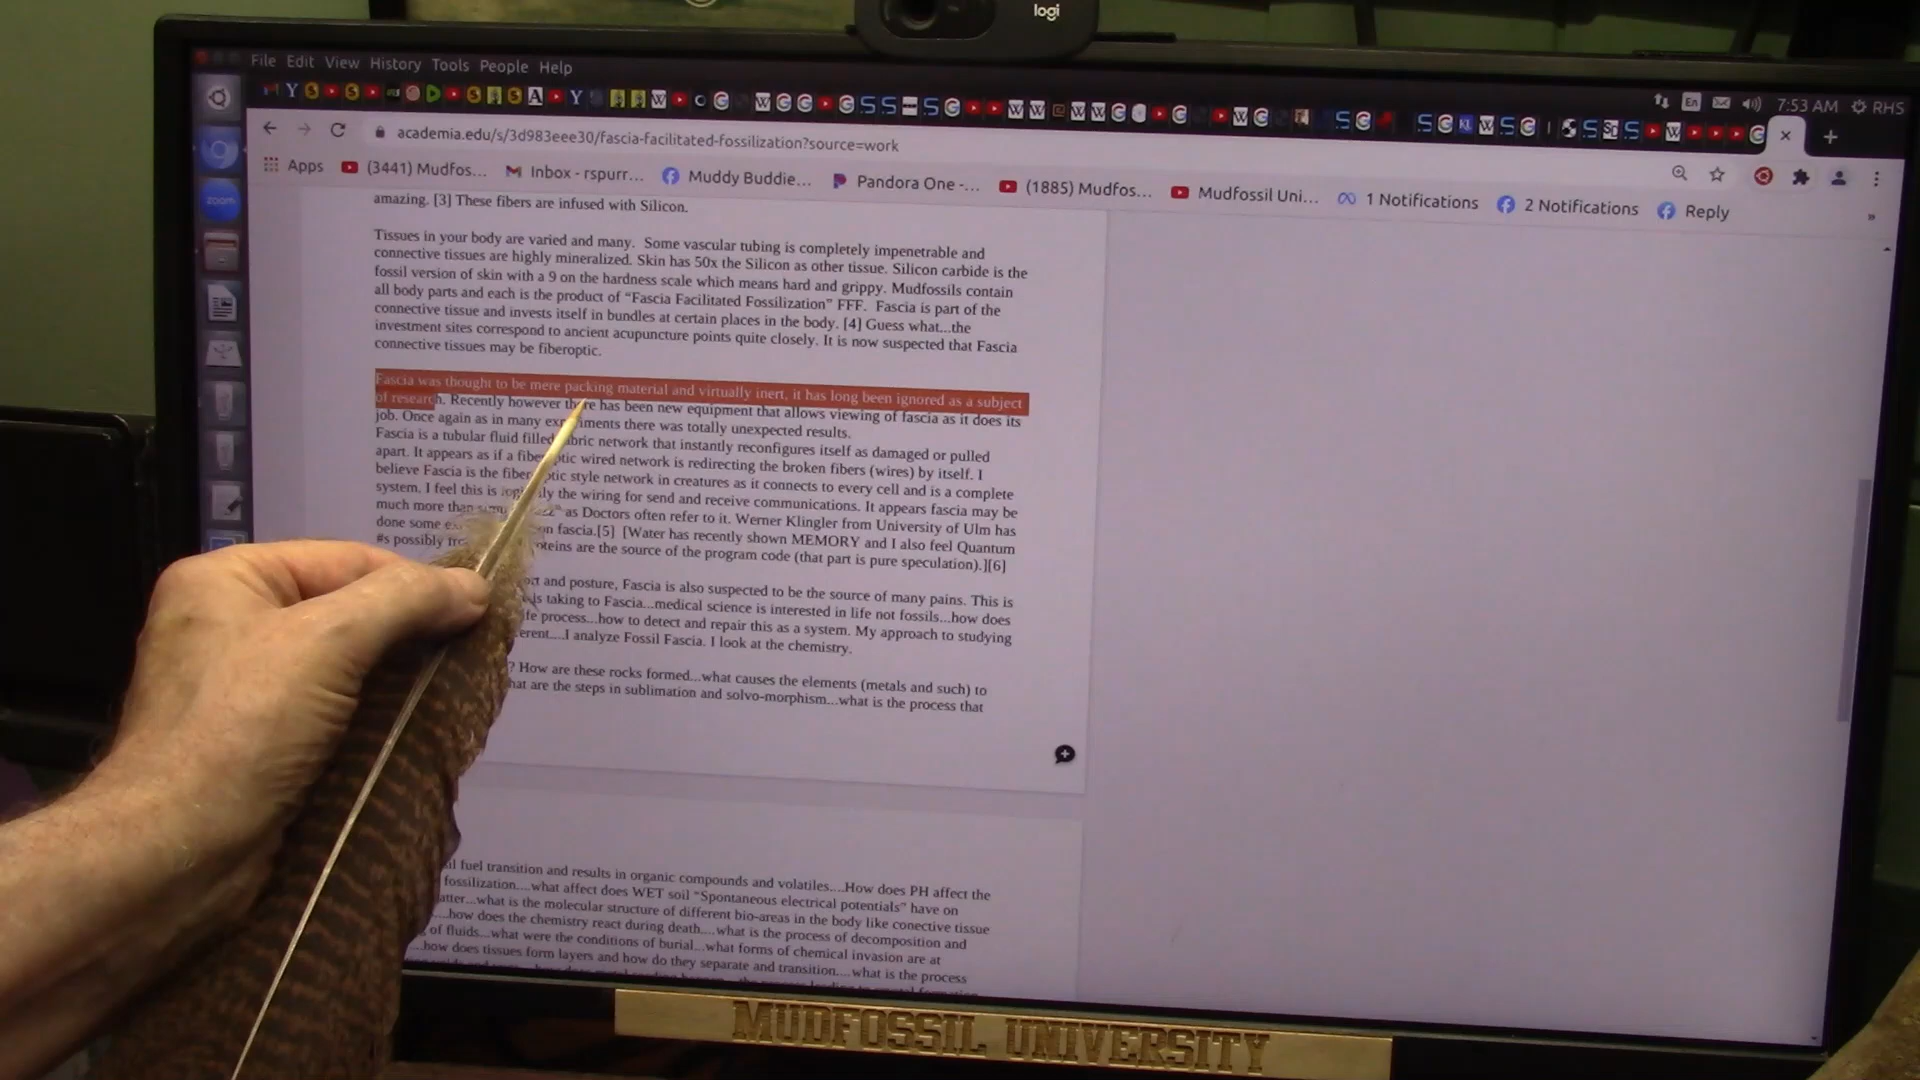 logi
File Edit View History Tools People Help
7:53 AM RHS
academia.edu/s/3d983eee30/fascia-facilitated-fossilization?source=work
Apps (3441) Mudfos... Inbox - rspurr... Muddy Buddie... Pandora One -... (1885) Mudfos... Mudfossil Uni... 1 Notifications 2 Notifications Reply
zoom
amazing. [3] These fibers are infused with Silicon.
Tissues in your body are varied and many. Some vascular tubing is completely impenetrable and
connective tissues are highly mineralized. Skin has 50x the Silicon as other tissue. Silicon carbide is the
fossil version of skin with a 9 on the hardness scale which means hard and grippy. Mudfossils contain
all body parts and each is the product of “Fascia Facilitated Fossilization” FFF. Fascia is part of the
connective tissue and invests itself in bundles at certain places in the body. [4] Guess what...the
investment sites correspond to ancient acupuncture points quite closely. It is now suspected that Fascia
connective tissues may be fiberoptic.
Fascia was thought to be mere packing material and virtually inert, it has long been ignored as a subject
of research. Recently however there has been new equipment that allows viewing of fascia as it does its
job. Once again as in many experiments there was totally unexpected results.
Fascia is a tubular fluid filled fabric network that instantly reconfigures itself as damaged or pulled
apart. It appears as if a fiberoptic wired network is redirecting the broken fibers (wires) by itself. I
believe Fascia is the fiberoptic style network in creatures as it connects to every cell and is a complete
system. I feel this is the wiring for send and receive communications. It appears fascia may be
much more than as Doctors often refer to it. Werner Klingler from University of Ulm has
done some on fascia.[5] [Water has recently shown MEMORY and I also feel Quantum
#s possibly proteins are the source of the program code (that part is pure speculation).][6]
and posture, Fascia is also suspected to be the source of many pains. This is
is taking to Fascia...medical science is interested in life not fossils...how does
process...how to detect and repair this as a system. My approach to studying
I analyze Fossil Fascia. I look at the chemistry.
? How are these rocks formed...what causes the elements (metals and such) to
are the steps in sublimation and solvo-morphism...what is the process that
fuel transition and results in organic compounds and volatiles....How does PH affect the
fossilization....what affect does WET soil “Spontaneous electrical potentials” have on
...what is the molecular structure of different bio-areas in the body like conective tissue
....how does the chemistry react during death....what is the process of decomposition and
of fluids...what were the conditions of burial...what forms of chemical invasion are at
...how does tissues form layers and how do they separate and transition....what is the process
MUDFOSSIL UNIVERSITY